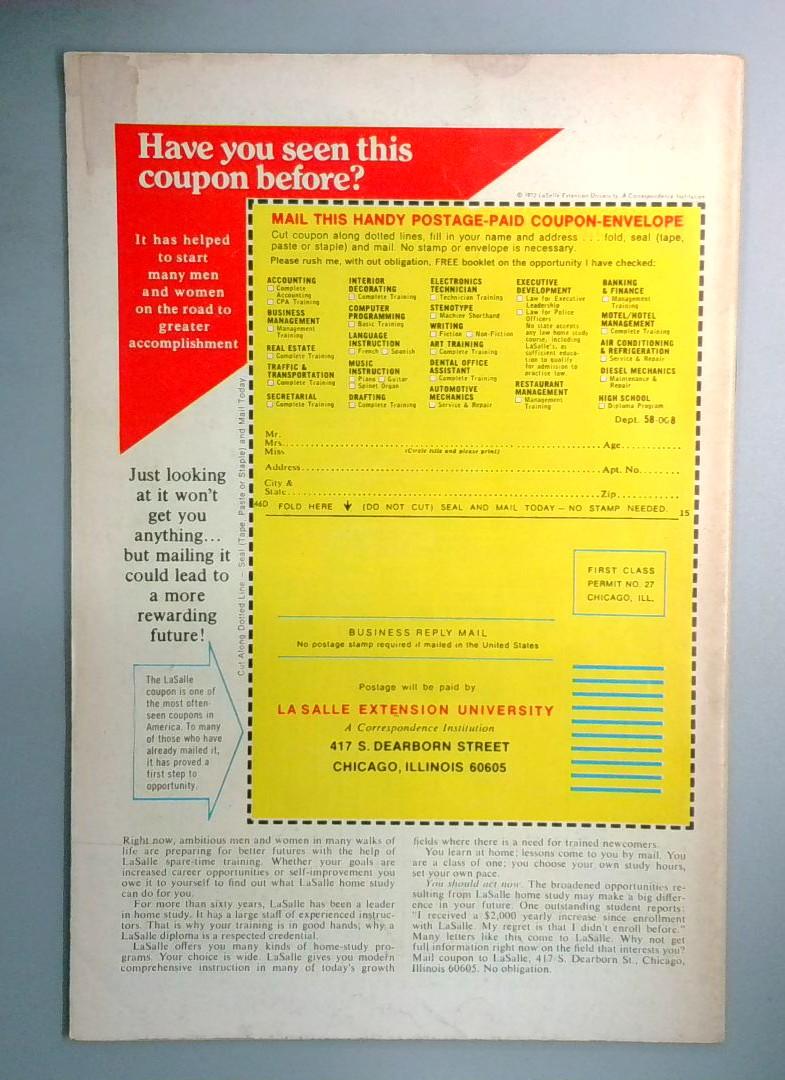 Have you seen this
coupon before?
© 1972 LaSalle Extension University, A Correspondence Institution
It has helped
to start
many men
and women
on the road to
greater
accomplishment
Just looking
at it won't
get you
anything...
but mailing it
could lead to
a more
rewarding
future!
The LaSalle
coupon is one of
the most often-
seen coupons in
America. To many
of those who have
already mailed it,
it has proved a
first step to
opportunity.
Cut Along Dotted Line – Seal (Tape, Paste or Staple) and Mail Today
MAIL THIS HANDY POSTAGE-PAID COUPON-ENVELOPE
Cut coupon along dotted lines, fill in your name and address . . . fold, seal (tape,
paste or staple) and mail. No stamp or envelope is necessary.
Please rush me, with out obligation, FREE booklet on the opportunity I have checked:
ACCOUNTING
Complete
Accounting
CPA Training
BUSINESS
MANAGEMENT
Management
Training
REAL ESTATE
Complete Training
TRAFFIC &
TRANSPORTATION
Complete Training
SECRETARIAL
Complete Training
INTERIOR
DECORATING
Complete Training
COMPUTER
PROGRAMMING
Basic Training
LANGUAGE
INSTRUCTION
French Spanish
MUSIC
INSTRUCTION
Piano Guitar
Spinet Organ
DRAFTING
Complete Training
ELECTRONICS
TECHNICIAN
Technician Training
STENOTYPE
Machine Shorthand
WRITING
Fiction Non-Fiction
ART TRAINING
Complete Training
DENTAL OFFICE
ASSISTANT
Complete Training
AUTOMOTIVE
MECHANICS
Service & Repair
EXECUTIVE
DEVELOPMENT
Law for Executive
Leadership
Law for Police
Officers
No state accepts
any law home study
course, including
LaSalle's, as
sufficient educa-
tion to qualify
for admission to
practice law.
RESTAURANT
MANAGEMENT
Management
Training
BANKING
& FINANCE
Management
Training
MOTEL/HOTEL
MANAGEMENT
Complete Training
AIR CONDITIONING
& REFRIGERATION
Service & Repair
DIESEL MECHANICS
Maintenance &
Repair
HIGH SCHOOL
Diploma Program
Dept. 58-008
Mr.
Mrs. Age
Miss (Circle title and please print)
Address Apt. No.
City &
State Zip
46D FOLD HERE (DO NOT CUT) SEAL AND MAIL TODAY — NO STAMP NEEDED. 15
FIRST CLASS
PERMIT NO. 27
CHICAGO, ILL.
BUSINESS REPLY MAIL
No postage stamp required if mailed in the United States
Postage will be paid by
LA SALLE EXTENSION UNIVERSITY
A Correspondence Institution
417 S. DEARBORN STREET
CHICAGO, ILLINOIS 60605
Right now, ambitious men and women in many walks of
life are preparing for better futures with the help of
LaSalle spare-time training. Whether your goals are
increased career opportunities or self-improvement you
owe it to yourself to find out what LaSalle home study
can do for you.
For more than sixty years, LaSalle has been a leader
in home study. It has a large staff of experienced instruc-
tors. That is why your training is in good hands; why a
LaSalle diploma is a respected credential.
LaSalle offers you many kinds of home-study pro-
grams. Your choice is wide. LaSalle gives you modern
comprehensive instruction in many of today's growth
fields where there is a need for trained newcomers.
You learn at home; lessons come to you by mail. You
are a class of one; you choose your own study hours,
set your own pace.
You should act now. The broadened opportunities re-
sulting from LaSalle home study may make a big differ-
ence in your future. One outstanding student reports:
"I received a $2,000 yearly increase since enrollment
with LaSalle. My regret is that I didn't enroll before."
Many letters like this come to LaSalle. Why not get
full information right now on the field that interests you?
Mail coupon to LaSalle, 417 S. Dearborn St., Chicago,
Illinois 60605. No obligation.